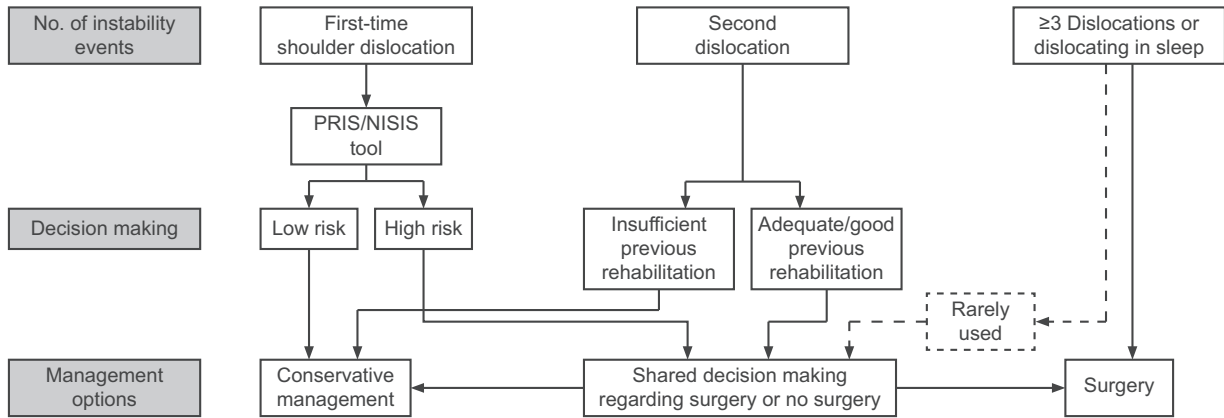 No. of instability
events
First-time
shoulder dislocation
Second
dislocation
≥3 Dislocations or
dislocating in sleep
PRIS/NISIS
tool
Decision making
Low risk
High risk
Insufficient
previous
rehabilitation
Adequate/good
previous
rehabilitation
Rarely
used
Management
options
Conservative
management
Shared decision making
regarding surgery or no surgery
Surgery